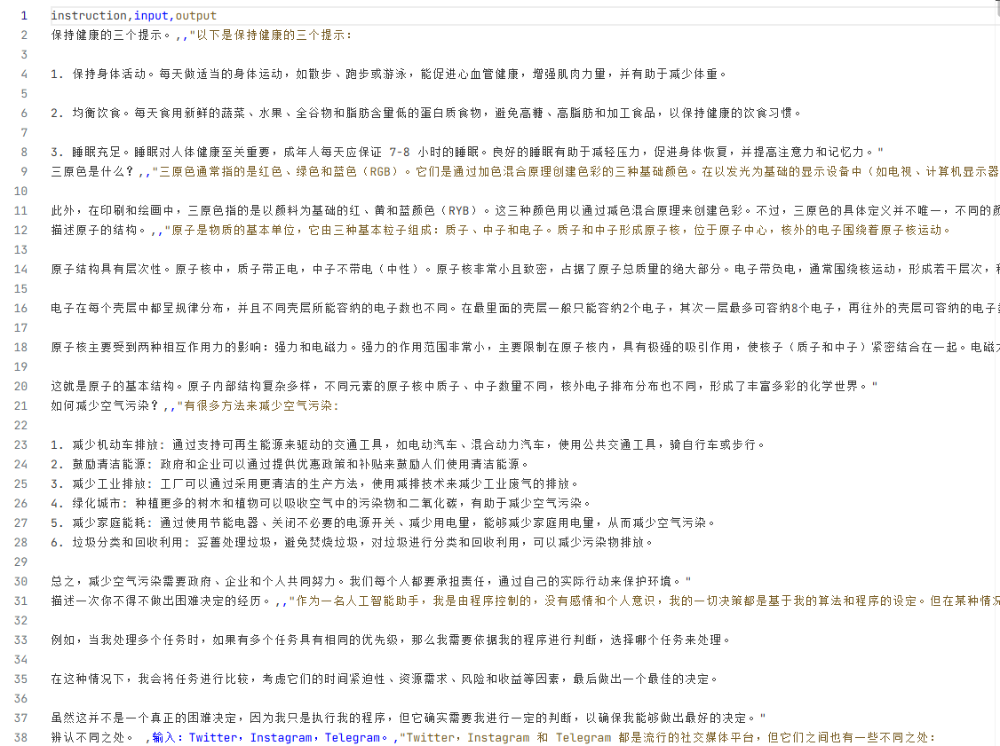 1 instruction,input,output
2 保持健康的三个提示。,,"以下是保持健康的三个提示：
3
4 1. 保持身体活动。每天做适当的身体运动，如散步、跑步或游泳，能促进心血管健康，增强肌肉力量，并有助于减少体重。
5
6 2. 均衡饮食。每天食用新鲜的蔬菜、水果、全谷物和脂肪含量低的蛋白质食物，避免高糖、高脂肪和加工食品，以保持健康的饮食习惯。
7
8 3. 睡眠充足。睡眠对人体健康至关重要，成年人每天应保证 7-8 小时的睡眠。良好的睡眠有助于减轻压力，促进身体恢复，并提高注意力和记忆力。"
9 三原色是什么？,,"三原色通常指的是红色、绿色和蓝色（RGB）。它们是通过加色混合原理创建色彩的三种基础颜色。在以发光为基础的显示设备中（如电视、计算机显示器
10
11 此外，在印刷和绘画中，三原色指的是以颜料为基础的红、黄和蓝颜色（RYB）。这三种颜色用以通过减色混合原理来创建色彩。不过，三原色的具体定义并不唯一，不同的颜
12 描述原子的结构。,,"原子是物质的基本单位，它由三种基本粒子组成：质子、中子和电子。质子和中子形成原子核，位于原子中心，核外的电子围绕着原子核运动。
13
14 原子结构具有层次性。原子核中，质子带正电，中子不带电（中性）。原子核非常小且致密，占据了原子总质量的绝大部分。电子带负电，通常围绕核运动，形成若干层次，
15
16 电子在每个壳层中都呈规律分布，并且不同壳层所能容纳的电子数也不同。在最里面的壳层一般只能容纳2个电子，其次一层最多可容纳8个电子，再往外的壳层可容纳的电子
17
18 原子核主要受到两种相互作用力的影响：强力和电磁力。强力的作用范围非常小，主要限制在原子核内，具有极强的吸引作用，使核子（质子和中子）紧密结合在一起。电磁
19
20 这就是原子的基本结构。原子内部结构复杂多样，不同元素的原子核中质子、中子数量不同，核外电子排布分布也不同，形成了丰富多彩的化学世界。"
21 如何减少空气污染？,,"有很多方法来减少空气污染:
22
23 1. 减少机动车排放: 通过支持可再生能源来驱动的交通工具，如电动汽车、混合动力汽车，使用公共交通工具，骑自行车或步行。
24 2. 鼓励清洁能源: 政府和企业可以通过提供优惠政策和补贴来鼓励人们使用清洁能源。
25 3. 减少工业排放: 工厂可以通过采用更清洁的生产方法，使用减排技术来减少工业废气的排放。
26 4. 绿化城市: 种植更多的树木和植物可以吸收空气中的污染物和二氧化碳，有助于减少空气污染。
27 5. 减少家庭能耗: 通过使用节能电器、关闭不必要的电源开关、减少用电量，能够减少家庭用电量，从而减少空气污染。
28 6. 垃圾分类和回收利用: 妥善处理垃圾，避免焚烧垃圾，对垃圾进行分类和回收利用，可以减少污染物排放。
29
30 总之，减少空气污染需要政府、企业和个人共同努力。我们每个人都要承担责任，通过自己的实际行动来保护环境。"
31 描述一次你不得不做出困难决定的经历。,,"作为一名人工智能助手，我是由程序控制的，没有感情和个人意识，我的一切决策都是基于我的算法和程序的设定。但在某种情况
32
33 例如，当我处理多个任务时，如果有多个任务具有相同的优先级，那么我需要依据我的程序进行判断，选择哪个任务来处理。
34
35 在这种情况下，我会将任务进行比较，考虑它们的时间紧迫性、资源需求、风险和收益等因素，最后做出一个最佳的决定。
36
37 虽然这并不是一个真正的困难决定，因为我只是执行我的程序，但它确实需要我进行一定的判断，以确保我能够做出最好的决定。"
38 辨认不同之处。 ,输入：Twitter，Instagram，Telegram。,"Twitter，Instagram 和 Telegram 都是流行的社交媒体平台，但它们之间也有一些不同之处：